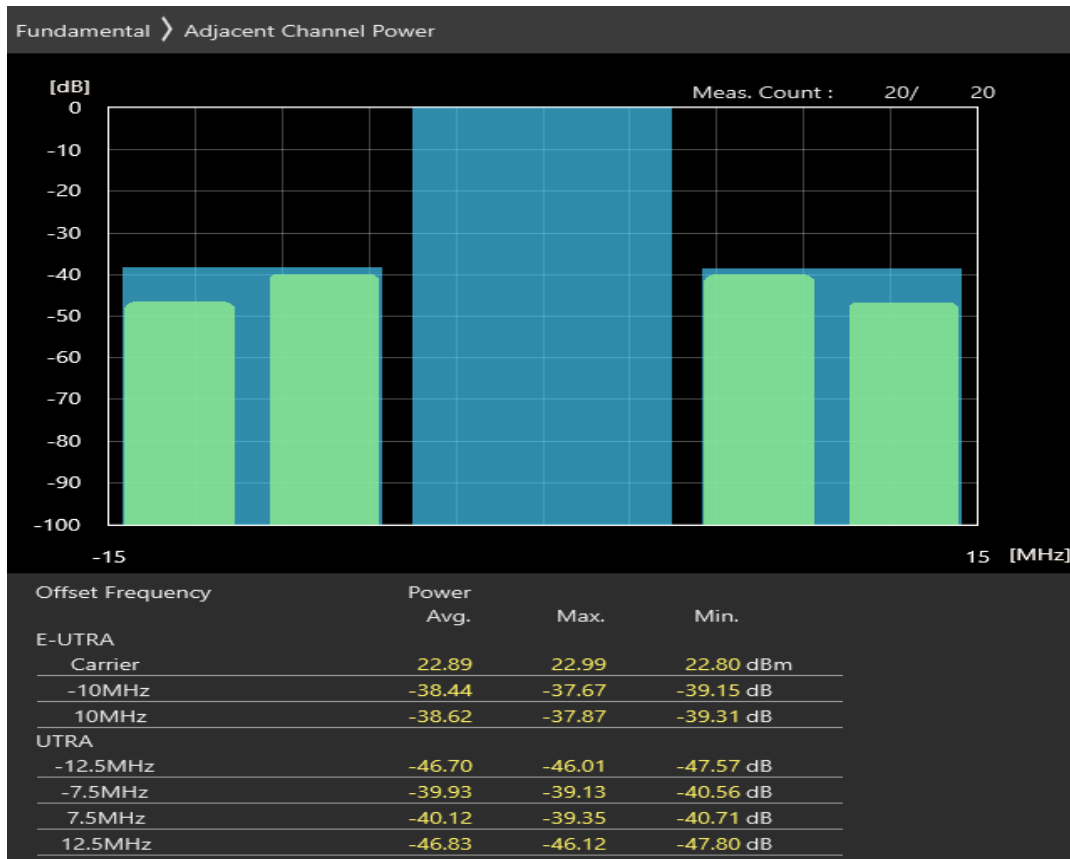 Fundamental ❯ Adjacent Channel Power
[dB]
Meas. Count : 20/ 20
0
-10
-20
-30
-40
-50
-60
-70
-80
-90
-100
-15 15 [MHz]
Offset Frequency Power
Avg. Max. Min.
E-UTRA
Carrier 22.89 22.99 22.80 dBm
-10MHz -38.44 -37.67 -39.15 dB
10MHz -38.62 -37.87 -39.31 dB
UTRA
-12.5MHz -46.70 -46.01 -47.57 dB
-7.5MHz -39.93 -39.13 -40.56 dB
7.5MHz -40.12 -39.35 -40.71 dB
12.5MHz -46.83 -46.12 -47.80 dB